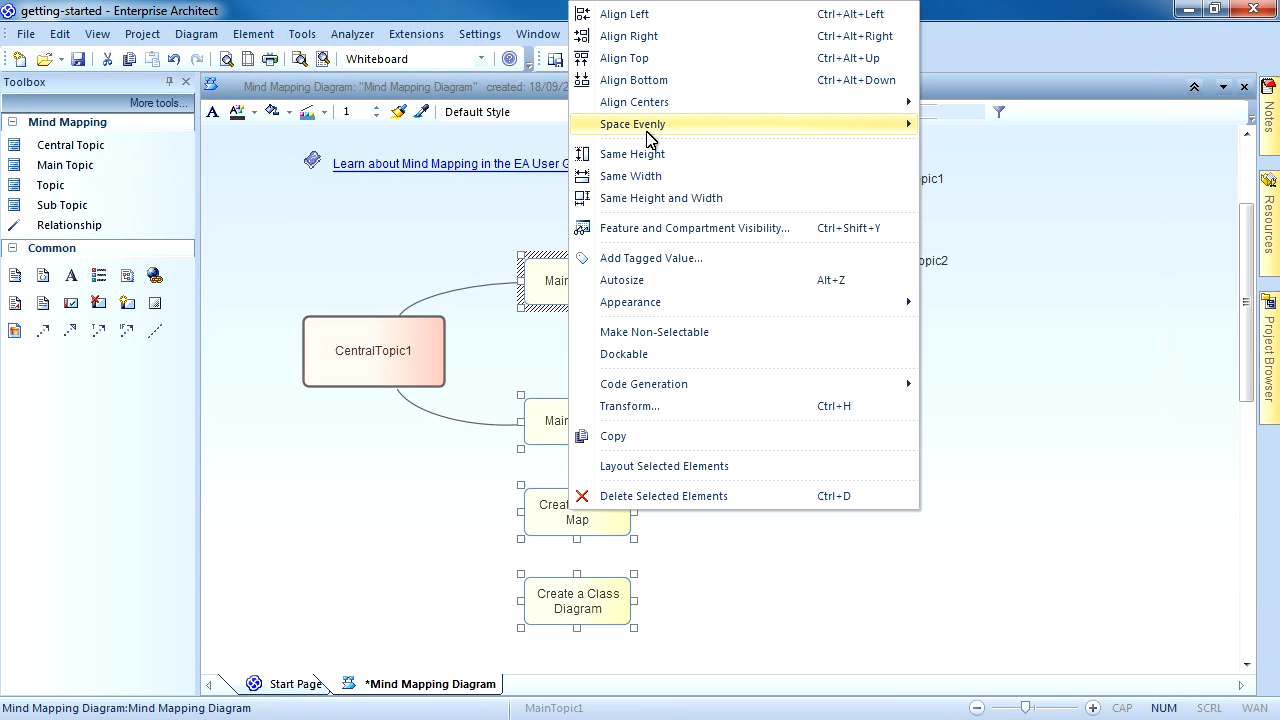 getting-started - Enterprise Architect
File Edit View Project Diagram Element Tools Analyzer Extensions Settings Window
Whiteboard
Toolbox
More tools...
Mind Mapping
Central Topic
Main Topic
Topic
Sub Topic
Relationship
Common
A
Mind Mapping Diagram: "Mind Mapping Diagram" created: 18/09/2
A A 1 Default Style
Learn about Mind Mapping in the EA User G
CentralTopic1
Main
Main
Create
Map
Create a Class
Diagram
Align Left Ctrl+Alt+Left
Align Right Ctrl+Alt+Right
Align Top Ctrl+Alt+Up
Align Bottom Ctrl+Alt+Down
Align Centers
Space Evenly
Same Height
Same Width
Same Height and Width
Feature and Compartment Visibility... Ctrl+Shift+Y
Add Tagged Value...
Autosize Alt+Z
Appearance
Make Non-Selectable
Dockable
Code Generation
Transform... Ctrl+H
Copy
Layout Selected Elements
Delete Selected Elements Ctrl+D
pic1
opic2
Notes
Resources
Project Browser
Start Page *Mind Mapping Diagram
Mind Mapping Diagram:Mind Mapping Diagram MainTopic1 CAP NUM SCRL WAN